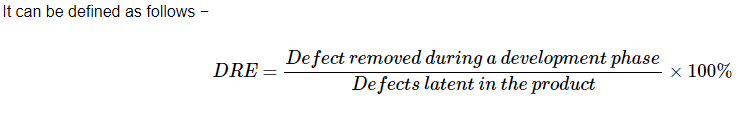 It can be defined as follows −
Defect removed during a development phase
DRE = × 100%
Defects latent in the product